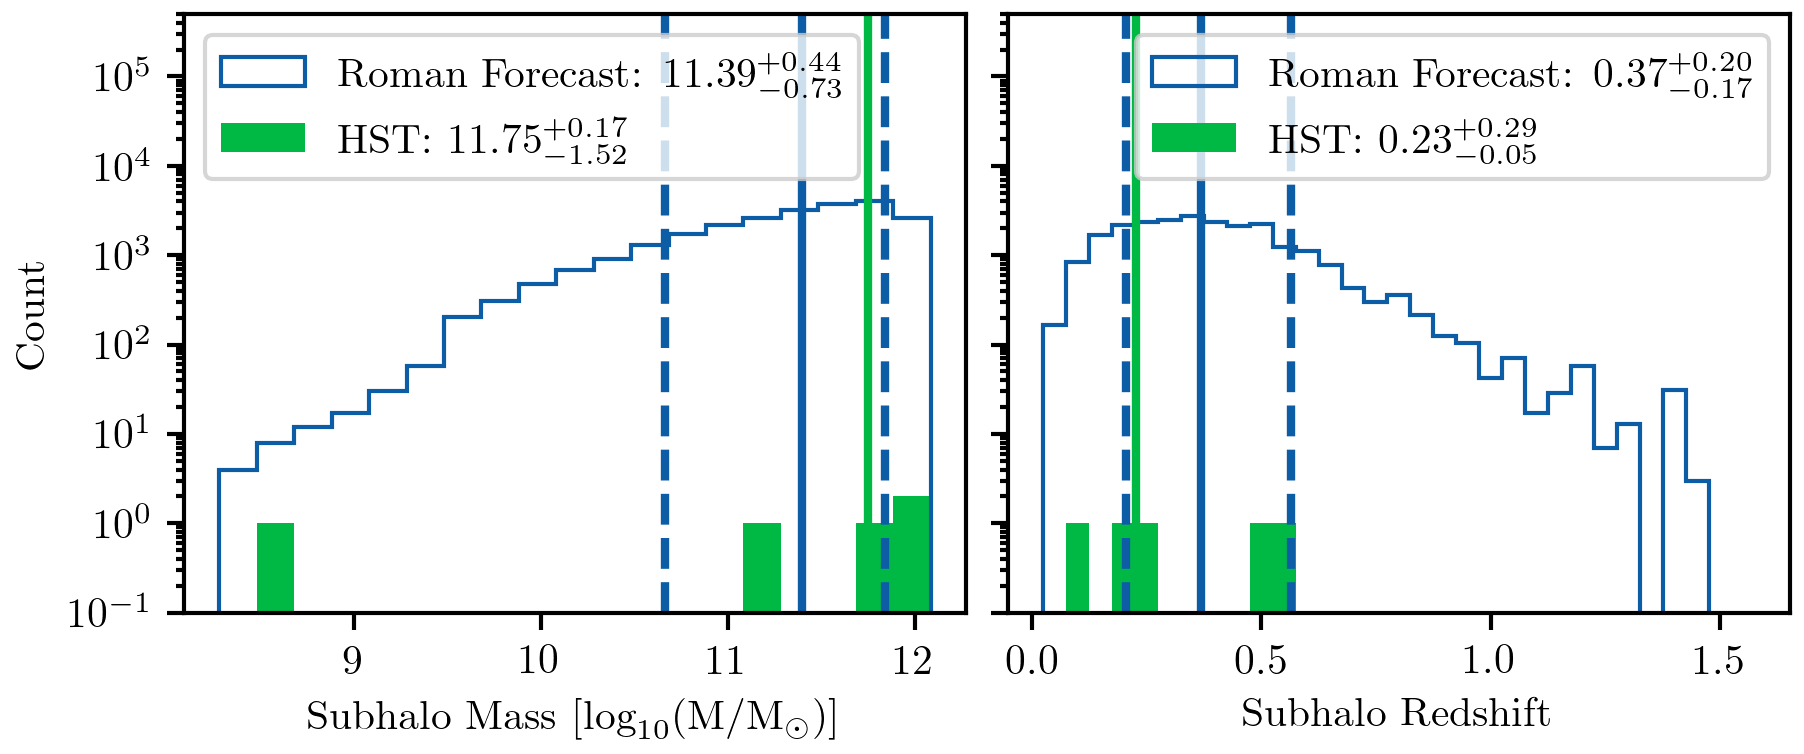 Roman Forecast: 11.39^{+0.44}_{-0.73}
HST: 11.75^{+0.17}_{-1.52}
Roman Forecast: 0.37^{+0.20}_{-0.17}
HST: 0.23^{+0.29}_{-0.05}
Count
10^5
10^4
10^3
10^2
10^1
10^0
10^{-1}
9 10 11 12
0.0 0.5 1.0 1.5
Subhalo Mass [log_{10}(M/M_⊙)]
Subhalo Redshift